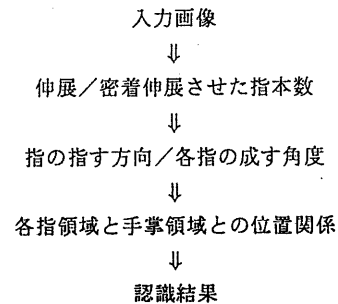 入力画像
⇓
伸展／密着伸展させた指本数
⇓
指の指す方向／各指の成す角度
⇓
各指領域と手掌領域との位置関係
⇓
認識結果